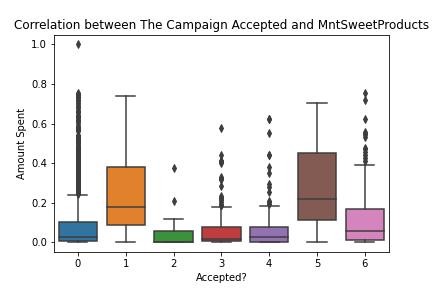 Correlation between The Campaign Accepted and MntSweetProducts
1.0
0.8
0.6
0.4
0.2
0.0
Amount Spent
0 1 2 3 4 5 6
Accepted?